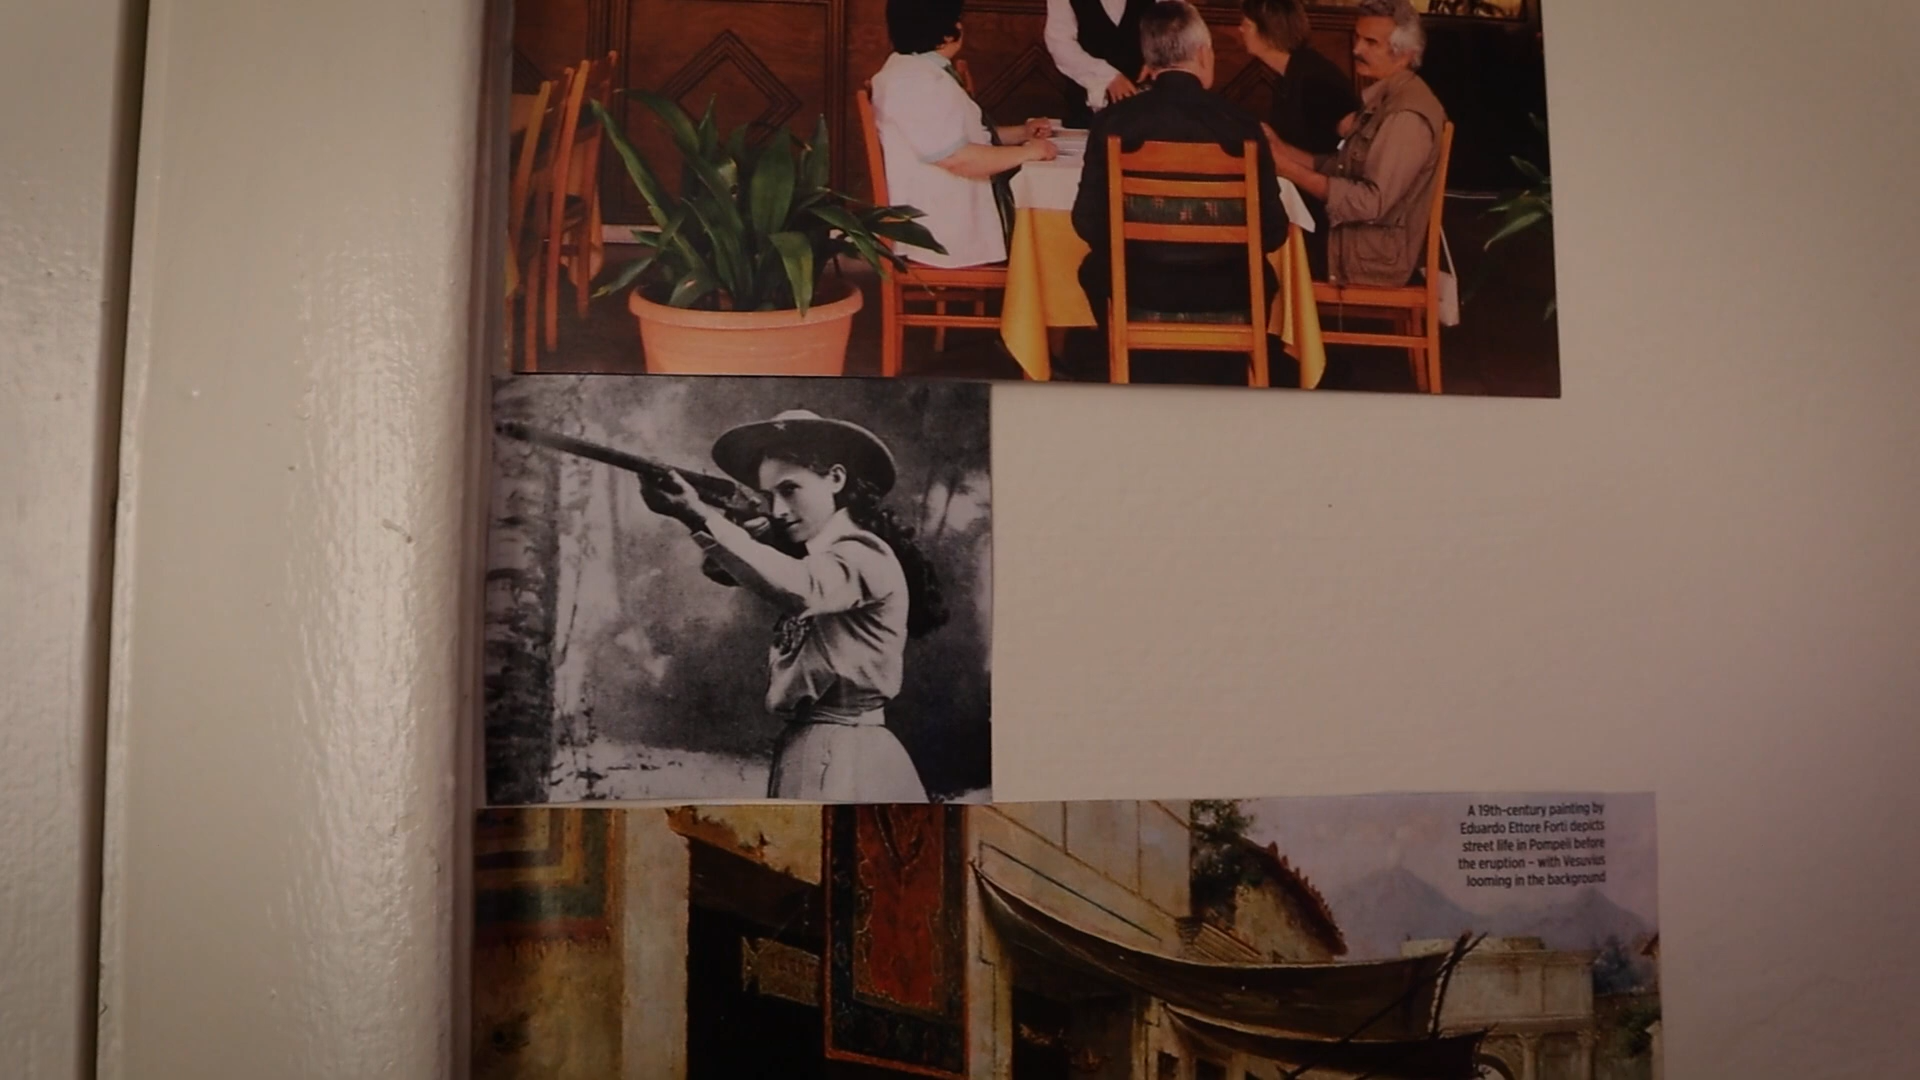 A 19th-century painting by
Eduardo Ettore Forti depicts
street life in Pompeii before
the eruption – with Vesuvius
looming in the background